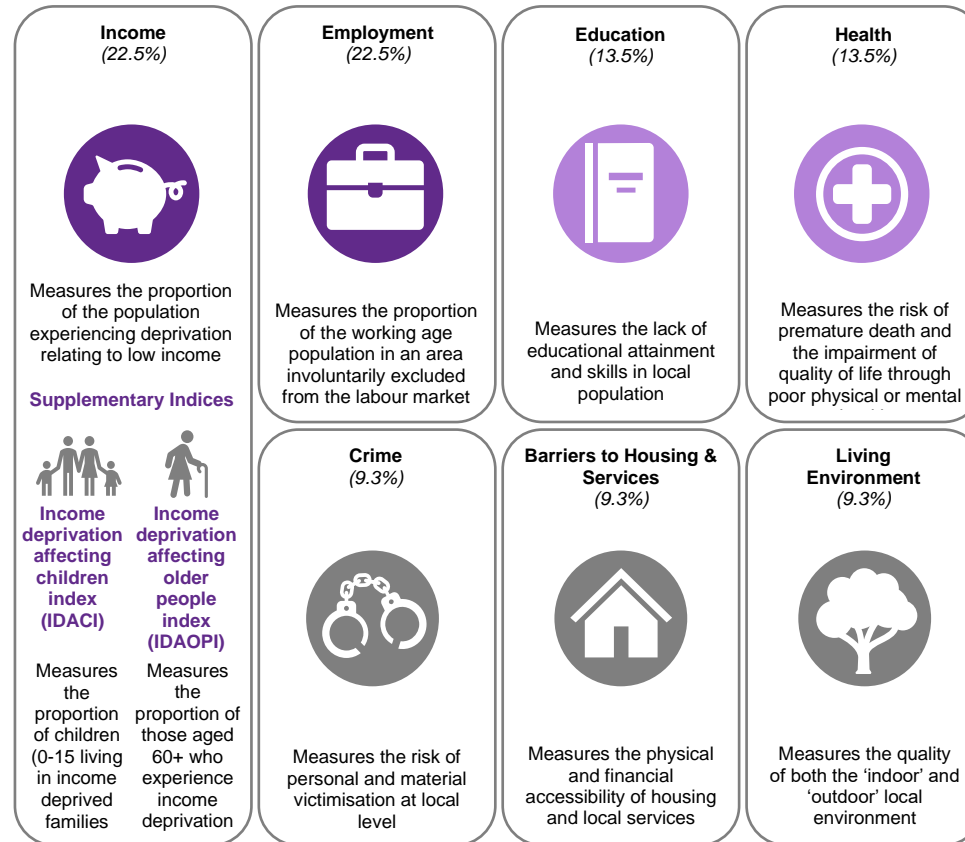 Income
(22.5%)
Measures the proportion
of the population
experiencing deprivation
relating to low income
Supplementary Indices
Income
deprivation
affecting
children
index
(IDACI)
Measures
the
proportion
of children
(0-15 living
in income
deprived
families
Income
deprivation
affecting
older
people
index
(IDAOPI)
Measures
the
proportion of
those aged
60+ who
experience
income
deprivation
Employment
(22.5%)
Measures the proportion
of the working age
population in an area
involuntarily excluded
from the labour market
Education
(13.5%)
Measures the lack of
educational attainment
and skills in local
population
Health
(13.5%)
Measures the risk of
premature death and
the impairment of
quality of life through
poor physical or mental
Crime
(9.3%)
Measures the risk of
personal and material
victimisation at local
level
Barriers to Housing &
Services
(9.3%)
Measures the physical
and financial
accessibility of housing
and local services
Living
Environment
(9.3%)
Measures the quality
of both the ‘indoor’ and
‘outdoor’ local
environment